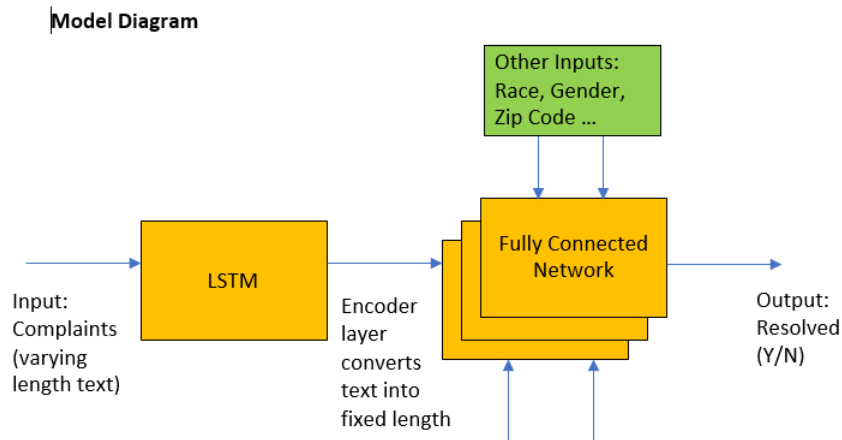 Model Diagram
Other Inputs:
Race, Gender,
Zip Code ...
Fully Connected
Network
LSTM
Input:
Complaints
(varying
length text)
Encoder
layer
converts
text into
fixed length
Output:
Resolved
(Y/N)